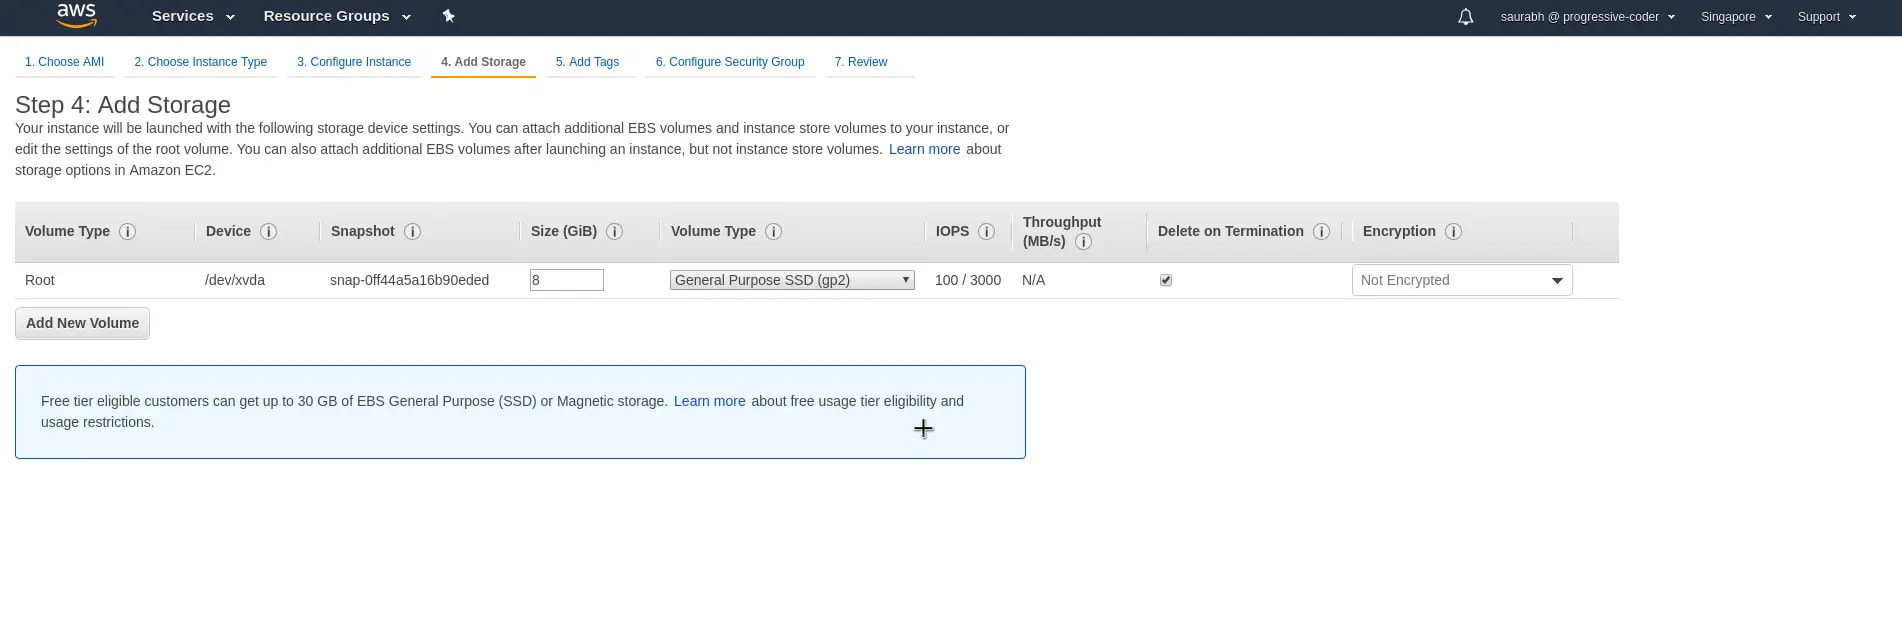 aws Services Resource Groups saurabh @ progressive-coder Singapore Support
1. Choose AMI 2. Choose Instance Type 3. Configure Instance 4. Add Storage 5. Add Tags 6. Configure Security Group 7. Review
Step 4: Add Storage
Your instance will be launched with the following storage device settings. You can attach additional EBS volumes and instance store volumes to your instance, or
edit the settings of the root volume. You can also attach additional EBS volumes after launching an instance, but not instance store volumes. Learn more about
storage options in Amazon EC2.
Volume Type i Device i Snapshot i Size (GiB) i Volume Type i IOPS i Throughput (MB/s) i Delete on Termination i Encryption i
Root /dev/xvda snap-0ff44a5a16b90eded 8 General Purpose SSD (gp2) 100 / 3000 N/A Not Encrypted
Add New Volume
Free tier eligible customers can get up to 30 GB of EBS General Purpose (SSD) or Magnetic storage. Learn more about free usage tier eligibility and
usage restrictions.